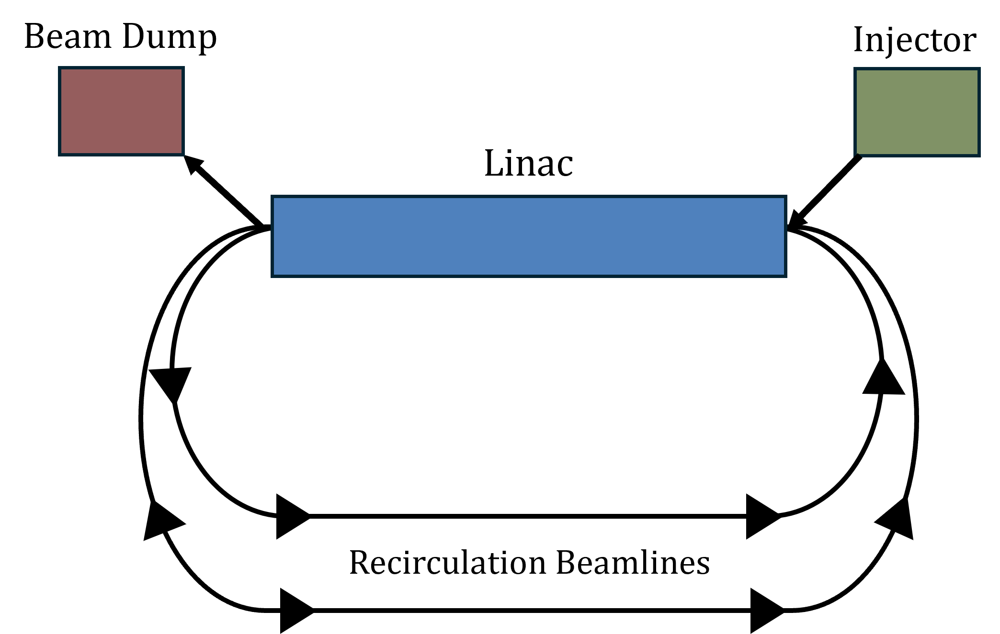 Beam Dump
Injector
Linac
Recirculation Beamlines